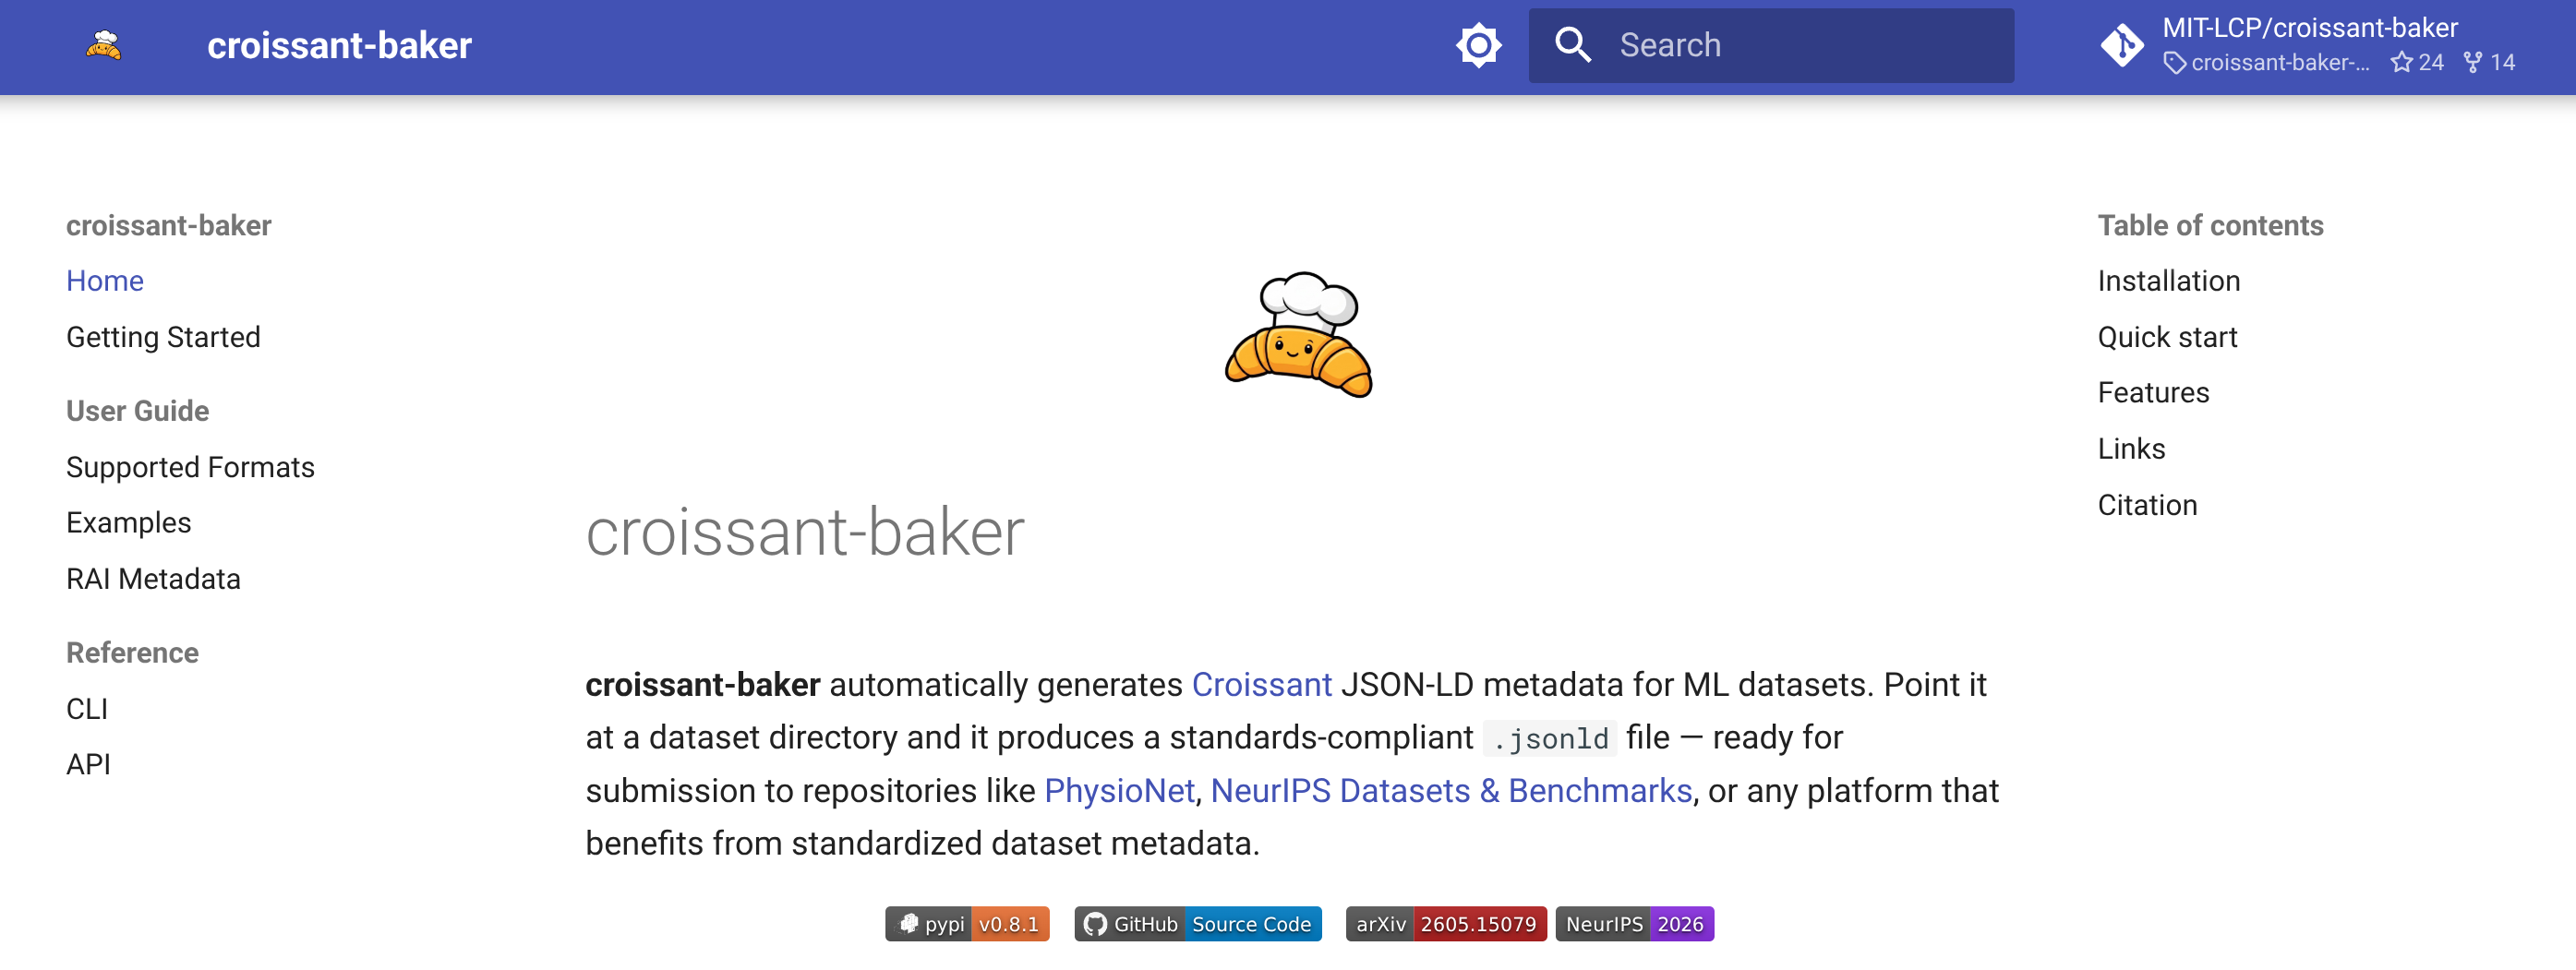 croissant-baker
Search
MIT-LCP/croissant-baker
croissant-baker-... 24 14
croissant-baker
Home
Getting Started
User Guide
Supported Formats
Examples
RAI Metadata
Reference
CLI
API
croissant-baker
croissant-baker automatically generates Croissant JSON-LD metadata for ML datasets. Point it
at a dataset directory and it produces a standards-compliant .jsonld file — ready for
submission to repositories like PhysioNet, NeurIPS Datasets & Benchmarks, or any platform that
benefits from standardized dataset metadata.
pypi v0.8.1 GitHub Source Code arXiv 2605.15079 NeurIPS 2026
Table of contents
Installation
Quick start
Features
Links
Citation